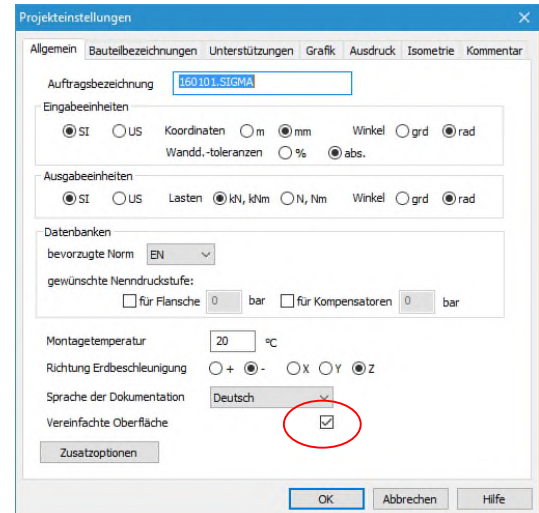 Projekteinstellungen
Allgemein Bauteilbezeichnungen Unterstützungen Grafik Ausdruck Isometrie Kommentar
Auftragsbezeichnung 160101.SIGMA
Eingabeeinheiten
SI US Koordinaten m mm Winkel grd rad
Wandd.-toleranzen % abs.
Ausgabeeinheiten
SI US Lasten kN, kNm N, Nm Winkel grd rad
Datenbanken
bevorzugte Norm EN
gewünschte Nenndruckstufe:
für Flansche 0 bar für Kompensatoren 0 bar
Montagetemperatur 20 ºC
Richtung Erdbeschleunigung + - X Y Z
Sprache der Dokumentation Deutsch
Vereinfachte Oberfläche
Zusatzoptionen
OK Abbrechen Hilfe